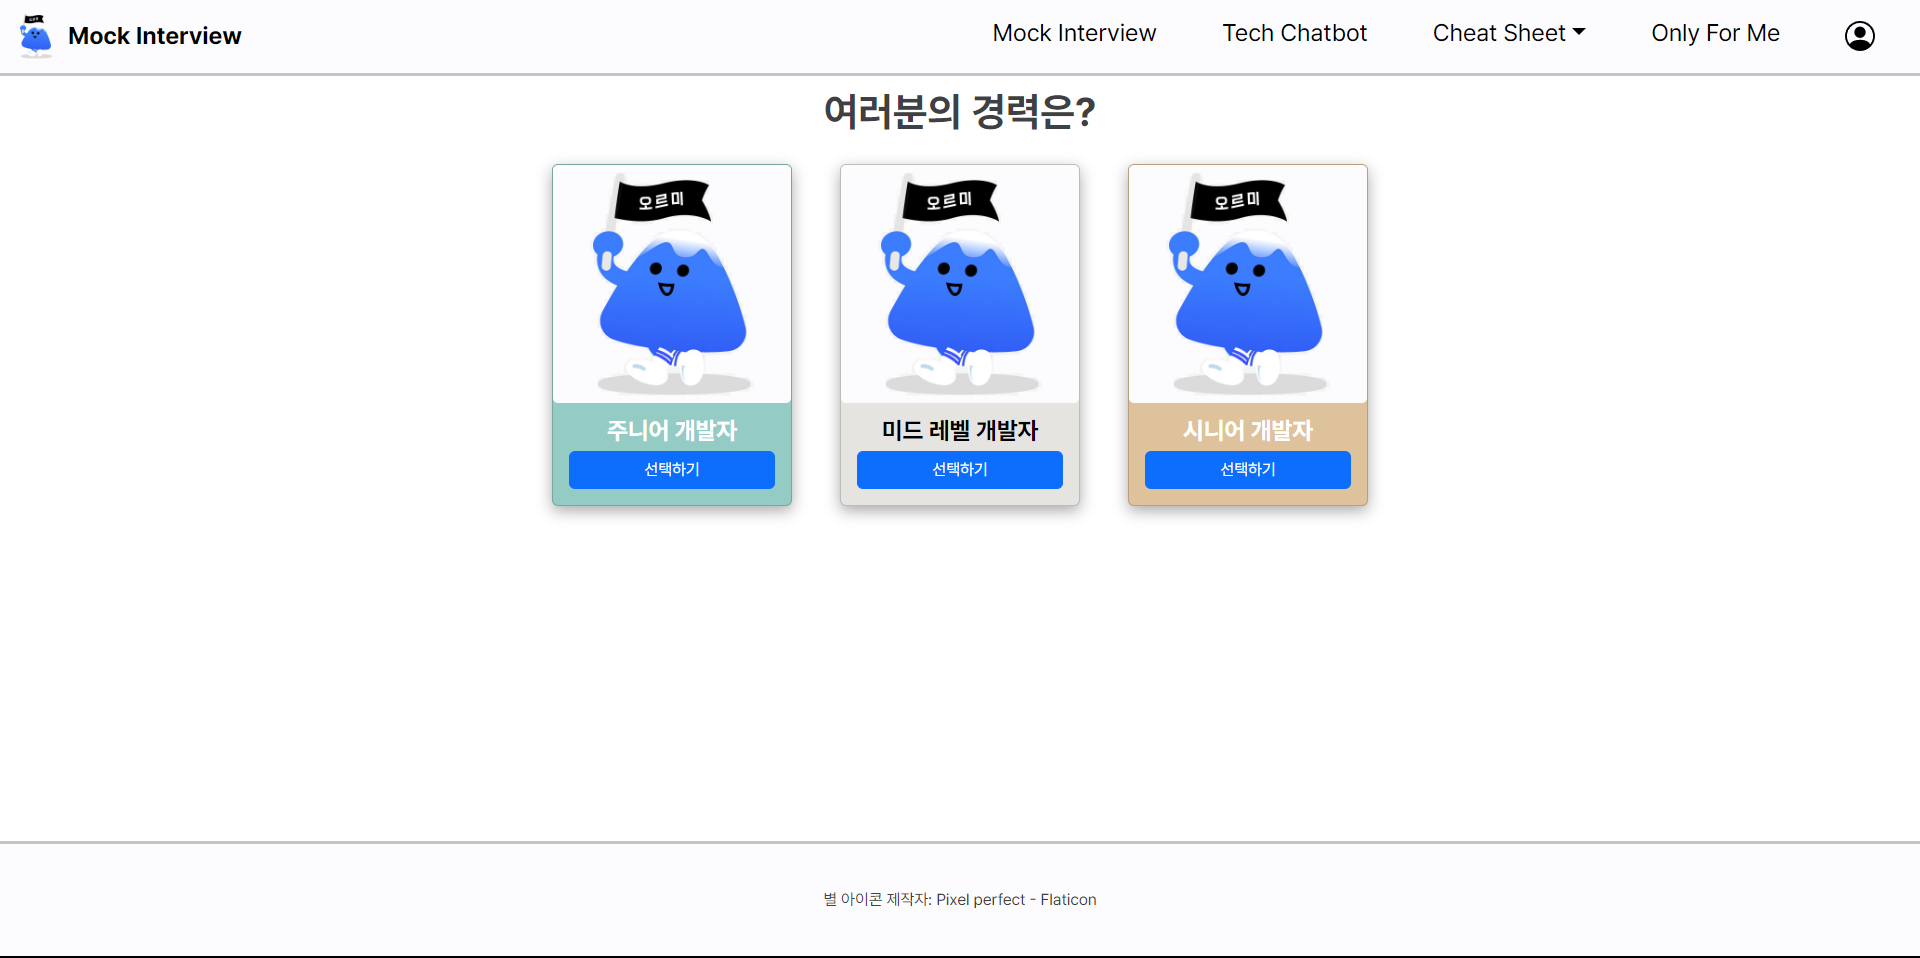 Mock Interview
Mock Interview
Tech Chatbot
Cheat Sheet
Only For Me
여러분의 경력은?
오르미
오르미
오르미
주니어 개발자
미드 레벨 개발자
시니어 개발자
선택하기
선택하기
선택하기
별 아이콘 제작자: Pixel perfect - Flaticon